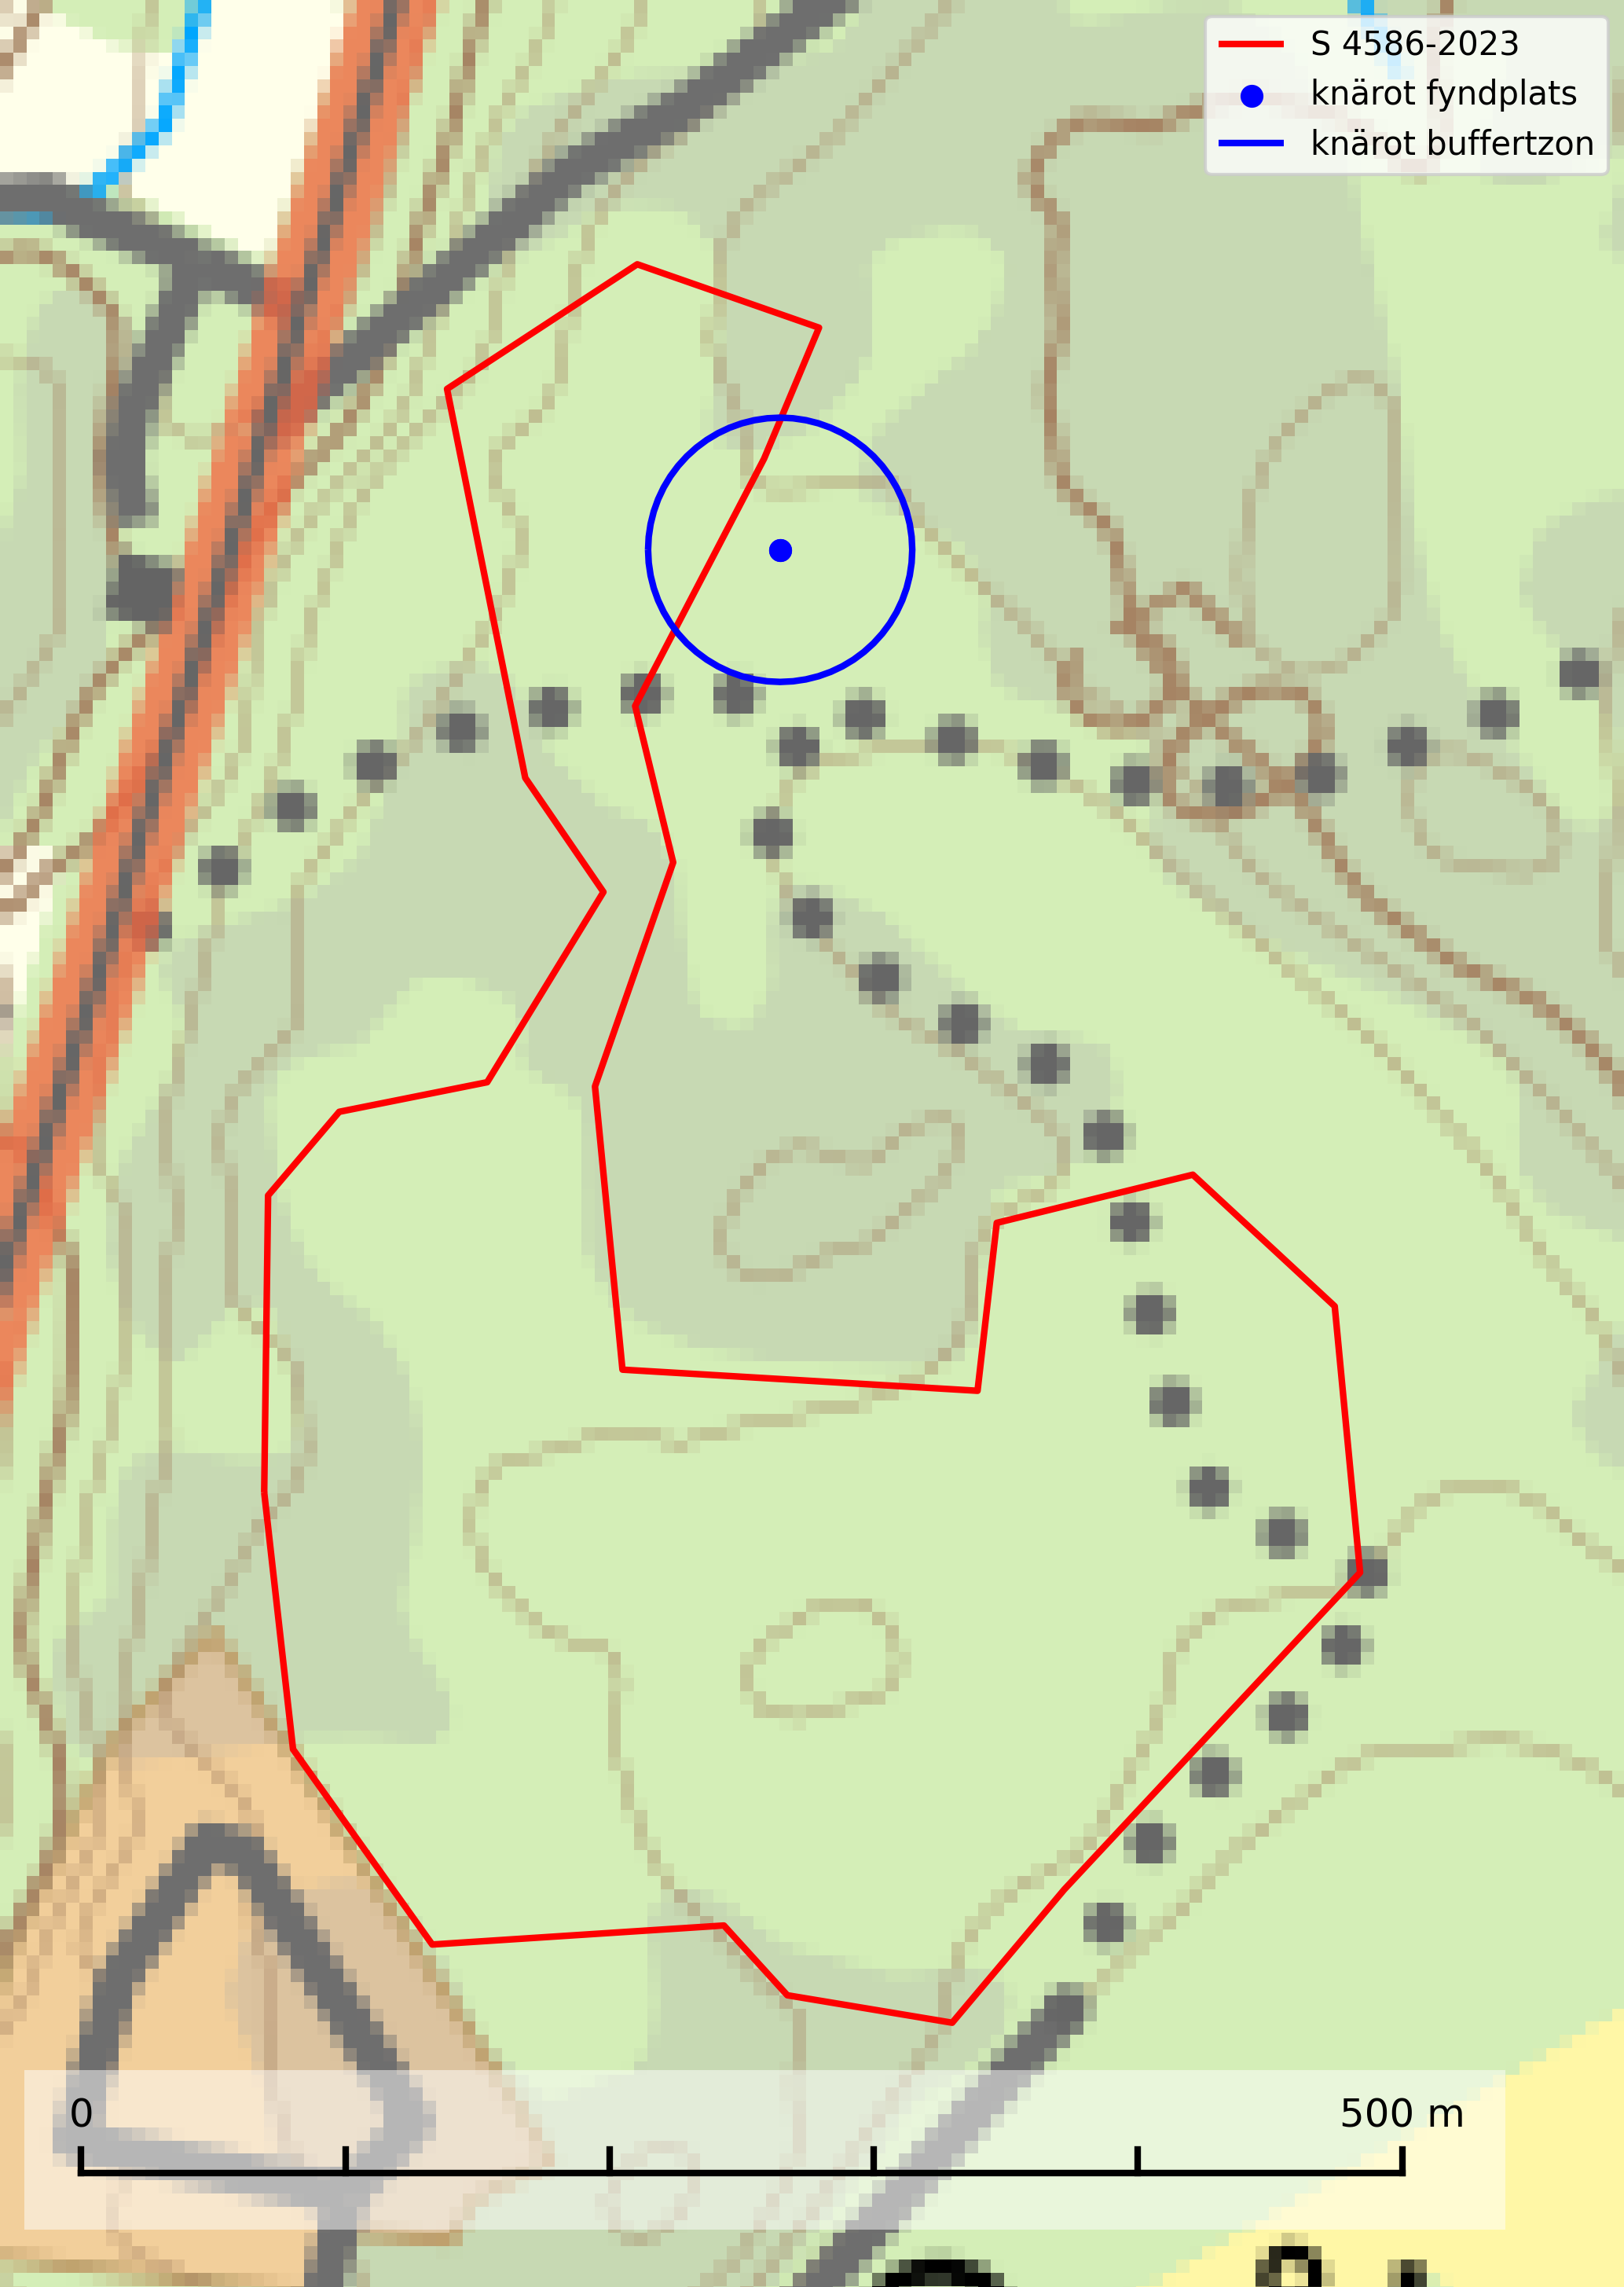 S 4586-2023
knärot fyndplats
knärot buffertzon
0 500 m